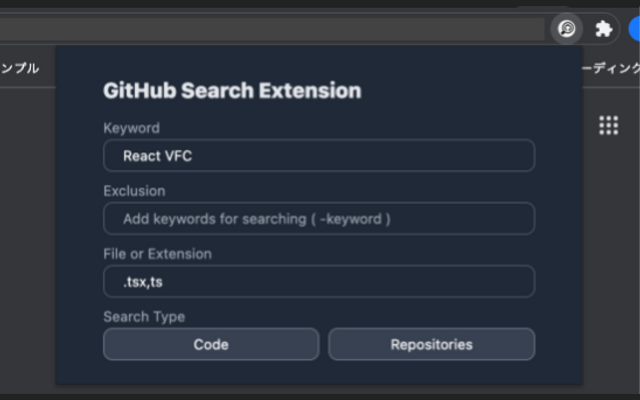 ンプル
ーディング
GitHub Search Extension
Keyword
React VFC
Exclusion
Add keywords for searching ( -keyword )
File or Extension
.tsx,ts
Search Type
Code
Repositories